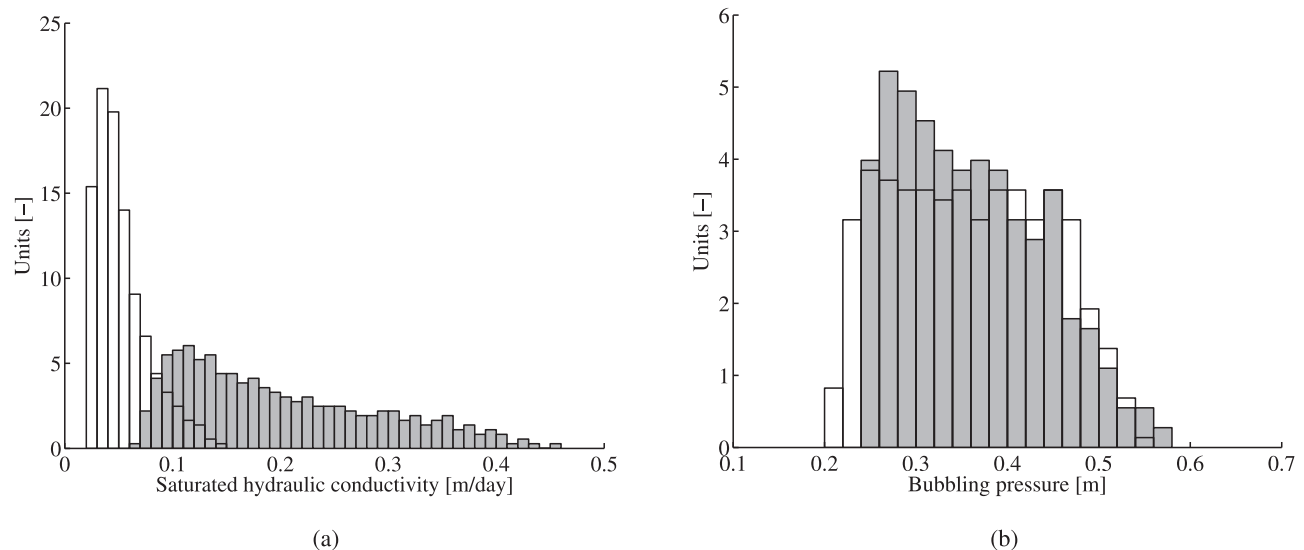 25
20
15
10
5
0
Units [−]
0 0.1 0.2 0.3 0.4 0.5
Saturated hydraulic conductivity [m/day]
(a)
6
5
4
3
2
1
0
Units [−]
0.1 0.2 0.3 0.4 0.5 0.6 0.7
Bubbling pressure [m]
(b)